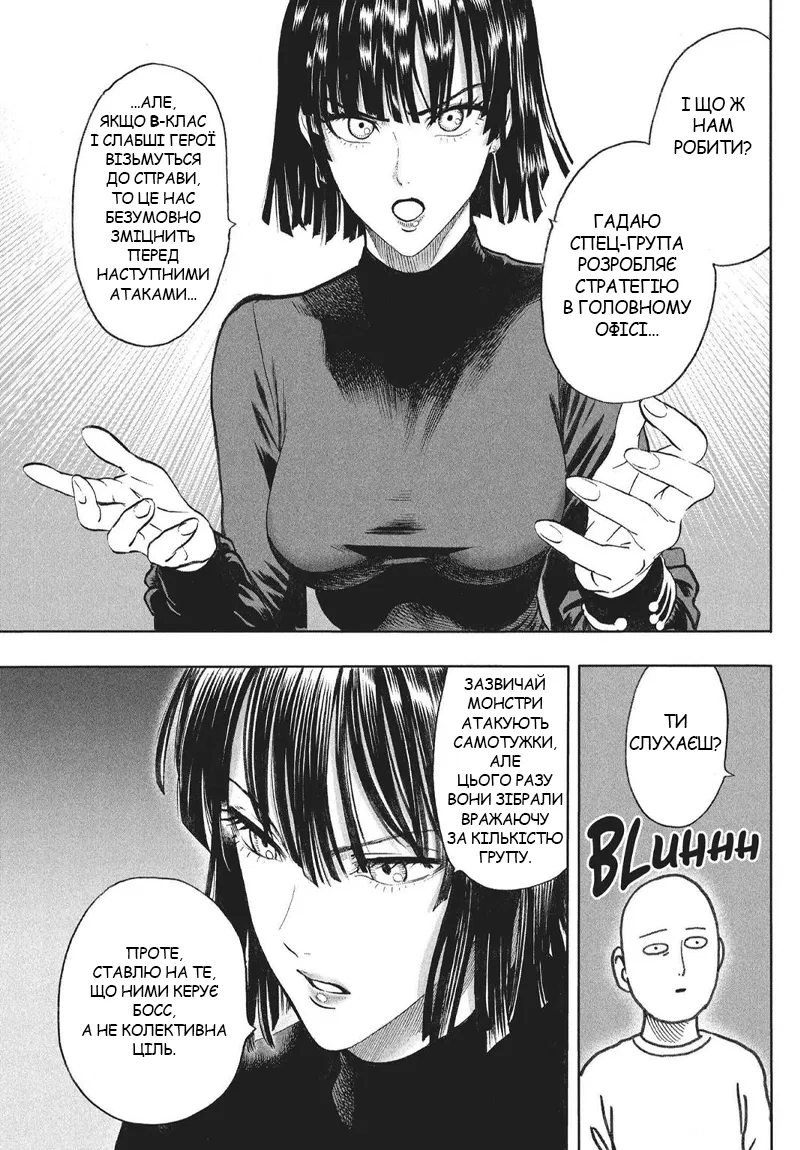 І ЩО Ж
НАМ
РОБИТИ?
ГАДАЮ
СПЕЦ-ГРУПА
РОЗРОБЛЯЄ
СТРАТЕГІЮ
В ГОЛОВНОМУ
ОФІСІ...
...АЛЕ,
ЯКЩО B-КЛАС
І СЛАБШІ ГЕРОЇ
ВІЗЬМУТЬСЯ
ДО СПРАВИ,
ТО ЦЕ НАС
БЕЗУМОВНО
ЗМІЦНИТЬ
ПЕРЕД
НАСТУПНИМИ
АТАКАМИ...
ТИ
СЛУХАЄШ?
BLUHHH
ЗАЗВИЧАЙ
МОНСТРИ
АТАКУЮТЬ
САМОТУЖКИ,
АЛЕ
ЦЬОГО РАЗУ
ВОНИ ЗІБРАЛИ
ВРАЖАЮЧУ
ЗА КІЛЬКІСТЮ
ГРУПУ.
ПРОТЕ,
СТАВЛЮ НА ТЕ,
ЩО НИМИ КЕРУЄ
БОСС,
А НЕ КОЛЕКТИВНА
ЦІЛЬ.